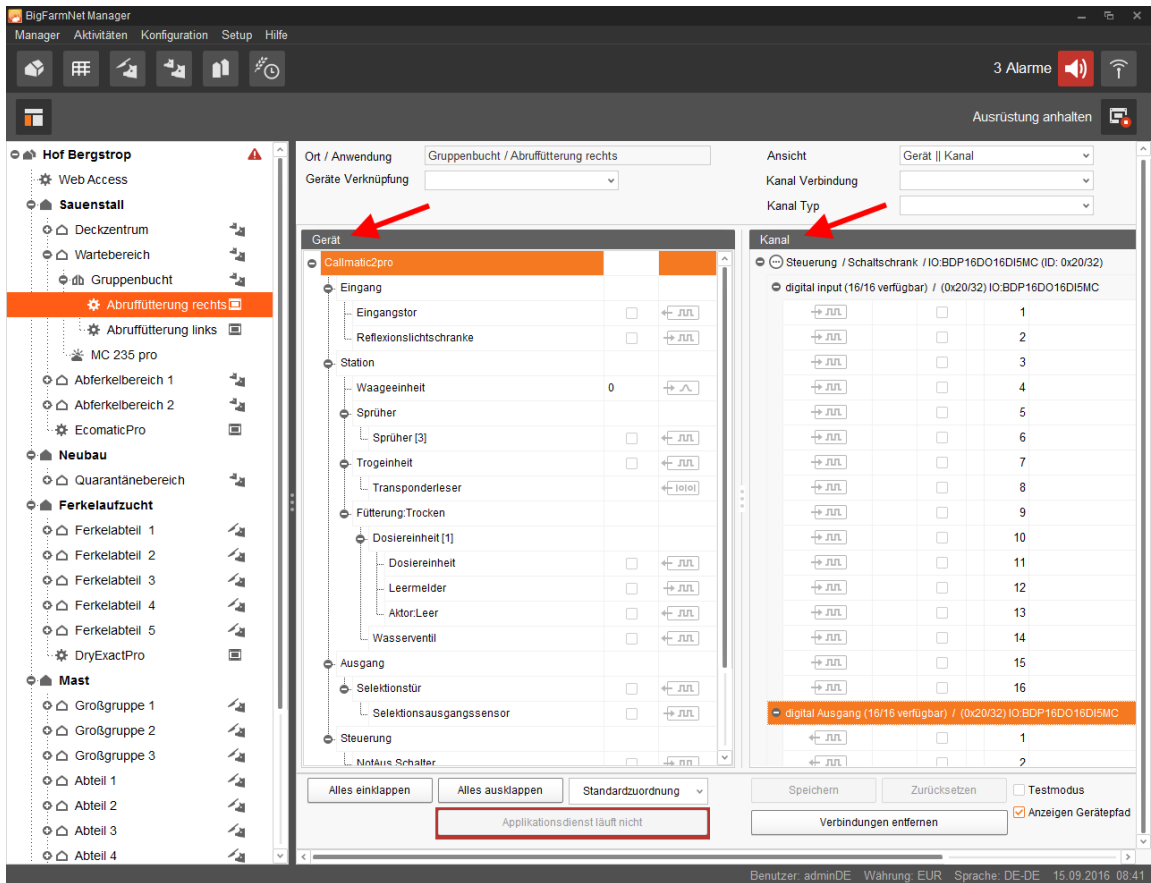 BigFarmNet Manager
Manager Aktivitäten Konfiguration Setup Hilfe
3 Alarme
Ausrüstung anhalten
Hof Bergstrop
Web Access
Sauenstall
Deckzentrum
Wartebereich
Gruppenbucht
Abruffütterung rechts
Abruffütterung links
MC 235 pro
Abferkelbereich 1
Abferkelbereich 2
EcomaticPro
Neubau
Quarantänebereich
Ferkelaufzucht
Ferkelabteil 1
Ferkelabteil 2
Ferkelabteil 3
Ferkelabteil 4
Ferkelabteil 5
DryExactPro
Mast
Großgruppe 1
Großgruppe 2
Großgruppe 3
Abteil 1
Abteil 2
Abteil 3
Abteil 4
Ort / Anwendung Gruppenbucht / Abruffütterung rechts
Geräte Verknüpfung
Ansicht Gerät || Kanal
Kanal Verbindung
Kanal Typ
Gerät
Callmatic2pro
Eingang
Eingangstor
Reflexionslichtschranke
Station
Waageeinheit 0
Sprüher
Sprüher [3]
Trogeinheit
Transponderleser
Fütterung:Trocken
Dosiereinheit [1]
Dosiereinheit
Leermelder
Aktor:Leer
Wasserventil
Ausgang
Selektionstür
Selektionsausgangssensor
Steuerung
NotAus Schalter
Kanal
Steuerung / Schaltschrank / IO:BDP16DO16DI5MC (ID: 0x20/32)
digital input (16/16 verfügbar) / (0x20/32) IO:BDP16DO16DI5MC
1
2
3
4
5
6
7
8
9
10
11
12
13
14
15
16
digital Ausgang (16/16 verfügbar) / (0x20/32) IO:BDP16DO16DI5MC
1
2
Alles einklappen Alles ausklappen Standardzuordnung
Applikationsdienst läuft nicht
Speichern Zurücksetzen Testmodus
Verbindungen entfernen Anzeigen Gerätepfad
Benutzer: adminDE Währung: EUR Sprache: DE-DE 15.09.2016 08:41